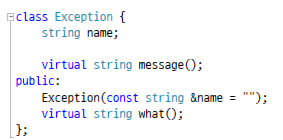 class Exception {
string name;
virtual string message();
public:
Exception(const string &name = "");
virtual string what();
};